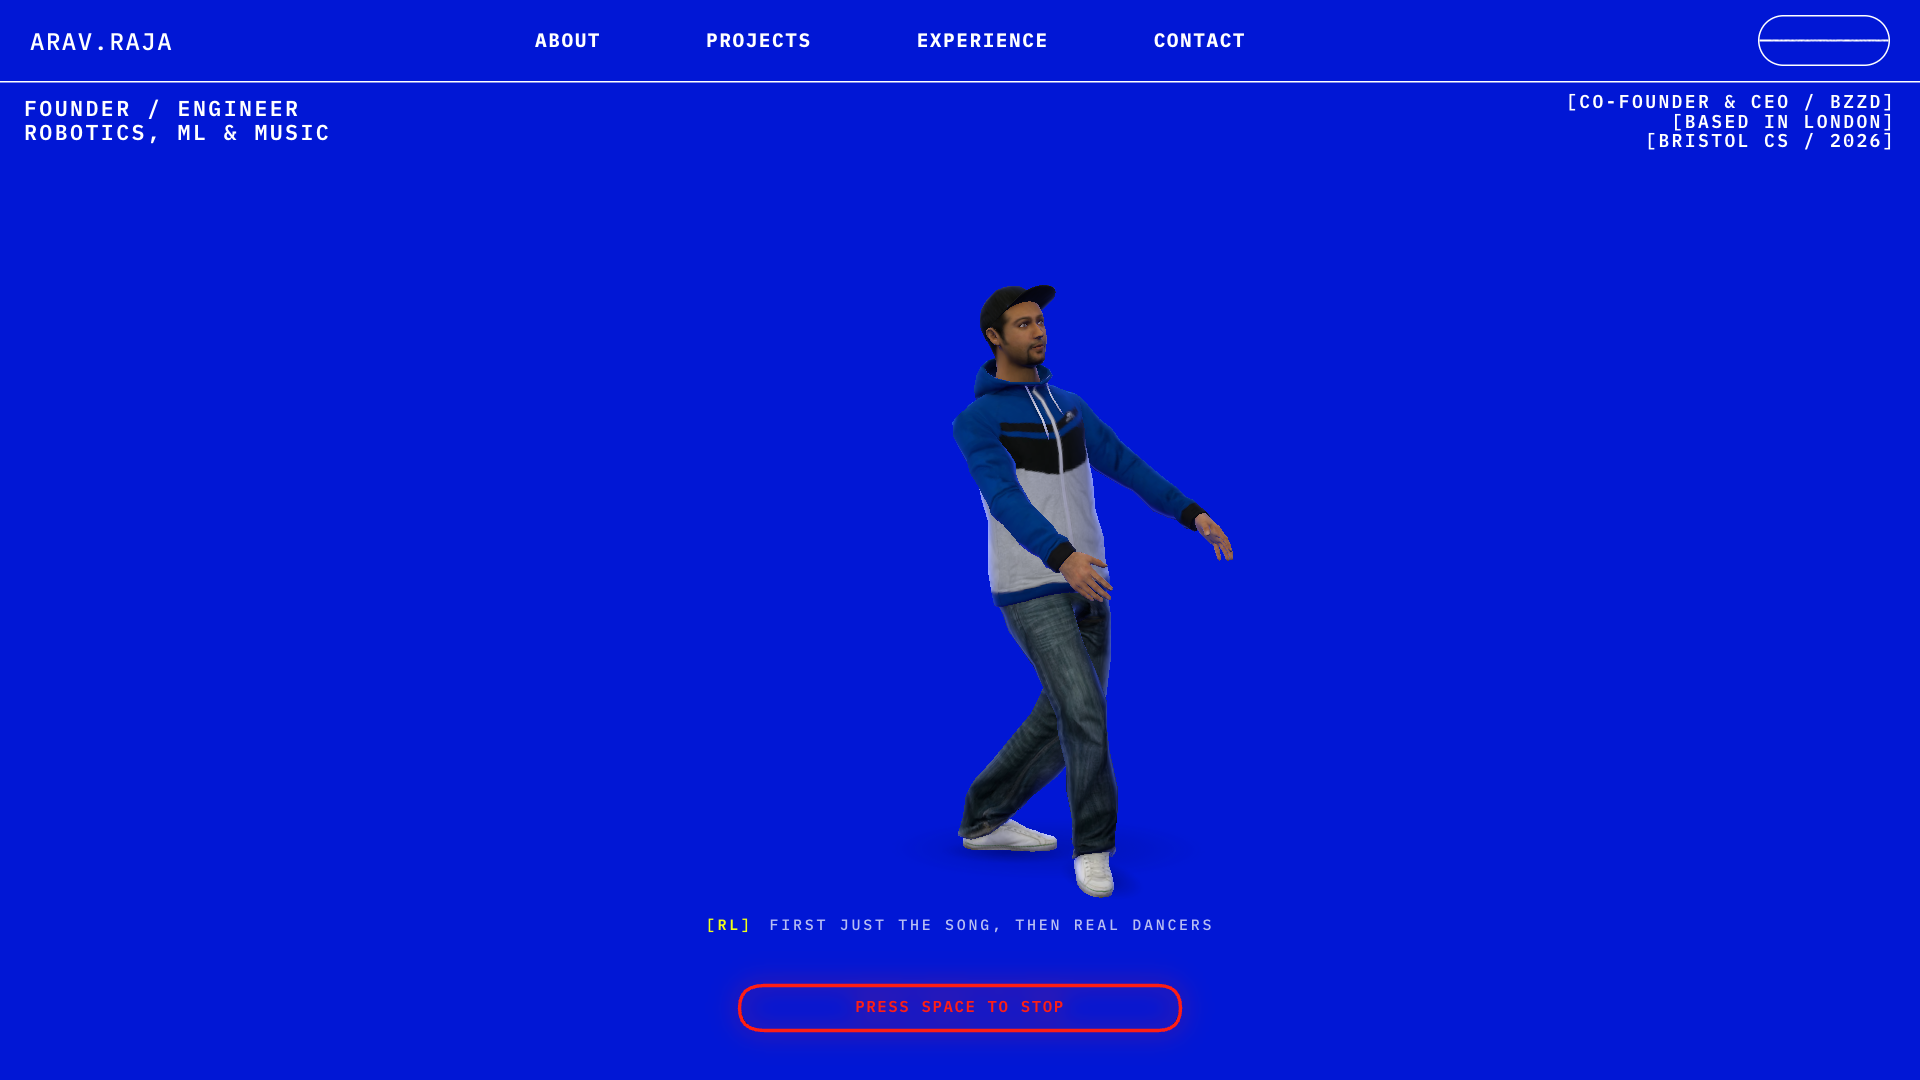 ARAV.RAJA
ABOUT
PROJECTS
EXPERIENCE
CONTACT
FOUNDER / ENGINEER
ROBOTICS, ML & MUSIC
[CO-FOUNDER & CEO / BZZD]
[BASED IN LONDON]
[BRISTOL CS / 2026]
[RL] FIRST JUST THE SONG, THEN REAL DANCERS
PRESS SPACE TO STOP